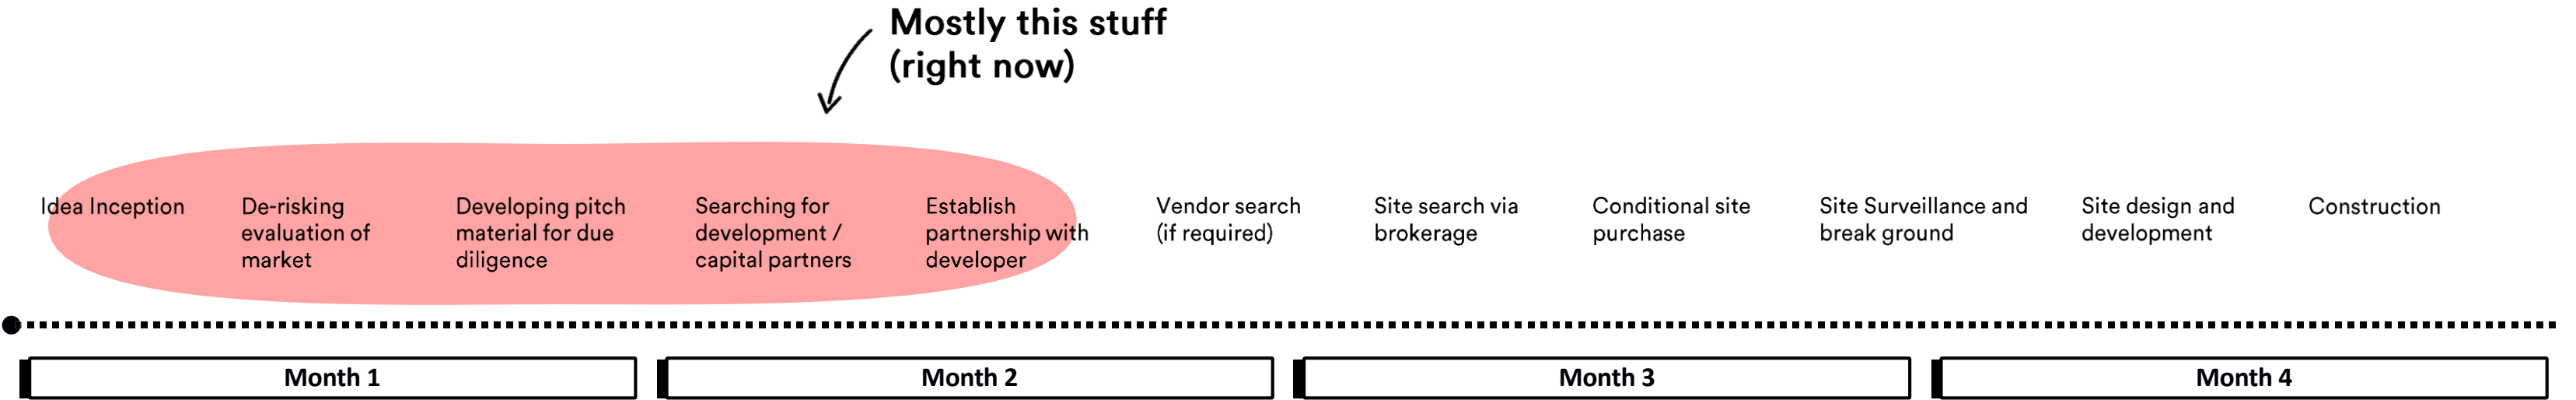 Mostly this stuff
(right now)
Idea Inception
De-risking
evaluation of
market
Developing pitch
material for due
diligence
Searching for
development /
capital partners
Establish
partnership with
developer
Vendor search
(if required)
Site search via
brokerage
Conditional site
purchase
Site Surveillance and
break ground
Site design and
development
Construction
Month 1
Month 2
Month 3
Month 4